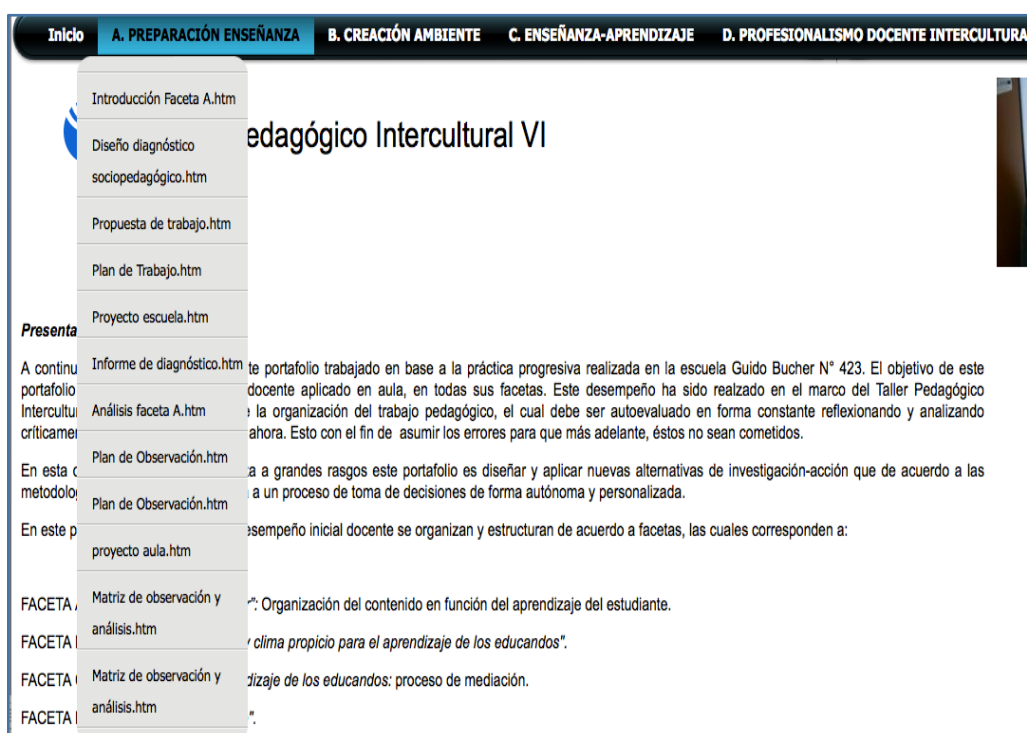 Inicio A. PREPARACIÓN ENSEÑANZA B. CREACIÓN AMBIENTE C. ENSEÑANZA-APRENDIZAJE D. PROFESIONALISMO DOCENTE INTERCULTURA
Introducción Faceta A.htm
Diseño diagnóstico
sociopedagógico.htm
Propuesta de trabajo.htm
Plan de Trabajo.htm
Proyecto escuela.htm
Informe de diagnóstico.htm
Análisis faceta A.htm
Plan de Observación.htm
Plan de Observación.htm
proyecto aula.htm
Matriz de observación y
análisis.htm
Matriz de observación y
análisis.htm
edagógico Intercultural VI
Presenta
A continu te portafolio trabajado en base a la práctica progresiva realizada en la escuela Guido Bucher N° 423. El objetivo de este
portafolio docente aplicado en aula, en todas sus facetas. Este desempeño ha sido realzado en el marco del Taller Pedagógico
Intercultur e la organización del trabajo pedagógico, el cual debe ser autoevaluado en forma constante reflexionando y analizando
críticamen ahora. Esto con el fin de asumir los errores para que más adelante, éstos no sean cometidos.
En esta o ta a grandes rasgos este portafolio es diseñar y aplicar nuevas alternativas de investigación-acción que de acuerdo a las
metodolog a un proceso de toma de decisiones de forma autónoma y personalizada.
En este p esempeño inicial docente se organizan y estructuran de acuerdo a facetas, las cuales corresponden a:
FACETA r": Organización del contenido en función del aprendizaje del estudiante.
FACETA y clima propicio para el aprendizaje de los educandos".
FACETA dizaje de los educandos: proceso de mediación.
FACETA ".